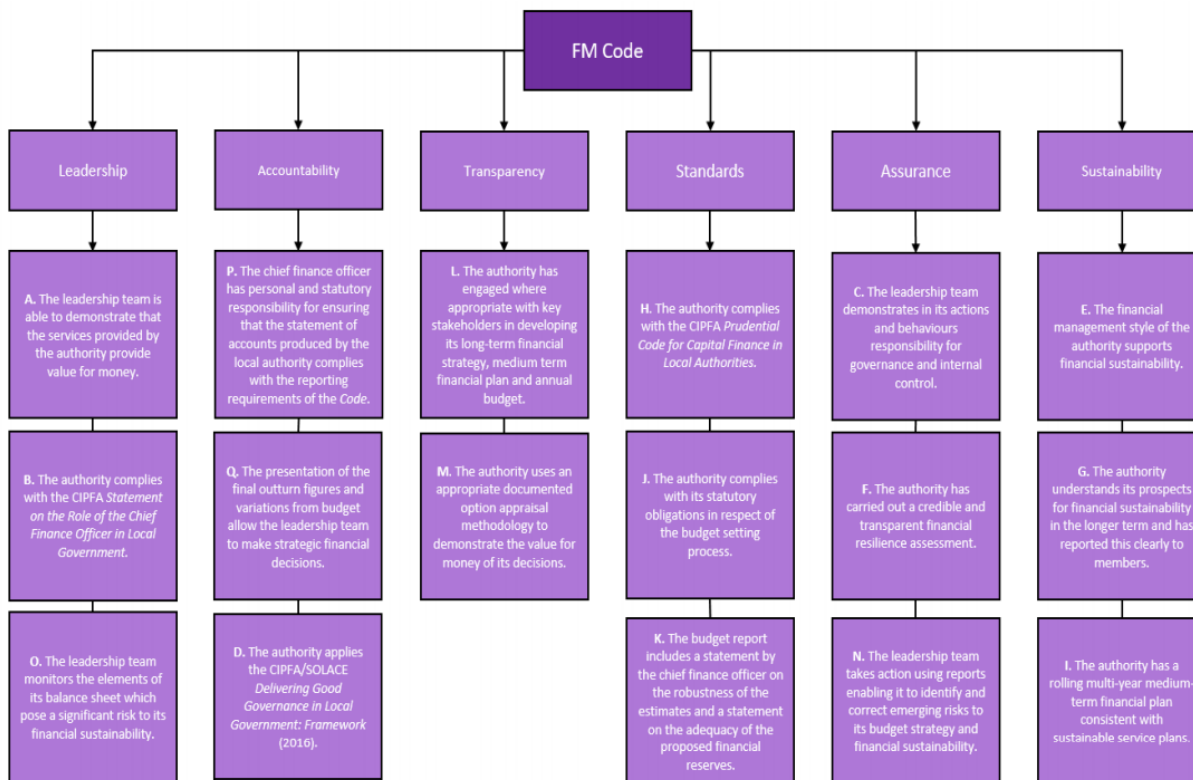 FM Code
Leadership
Accountability
Transparency
Standards
Assurance
Sustainability
A. The leadership team is
able to demonstrate that
the services provided by
the authority provide
value for money.
P. The chief finance officer
has personal and statutory
responsibility for ensuring
that the statement of
accounts produced by the
local authority complies
with the reporting
requirements of the Code.
L. The authority has
engaged where
appropriate with key
stakeholders in developing
its long-term financial
strategy, medium term
financial plan and annual
budget.
H. The authority complies
with the CIPFA Prudential
Code for Capital Finance in
Local Authorities.
C. The leadership team
demonstrates in its actions
and behaviours
responsibility for
governance and internal
control.
E. The financial
management style of the
authority supports
financial sustainability.
B. The authority complies
with the CIPFA Statement
on the Role of the Chief
Finance Officer in Local
Government.
Q. The presentation of the
final outturn figures and
variations from budget
allow the leadership team
to make strategic financial
decisions.
M. The authority uses an
appropriate documented
option appraisal
methodology to
demonstrate the value for
money of its decisions.
J. The authority complies
with its statutory
obligations in respect of
the budget setting
process.
F. The authority has
carried out a credible and
transparent financial
resilience assessment.
G. The authority
understands its prospects
for financial sustainability
in the longer term and has
reported this clearly to
members.
O. The leadership team
monitors the elements of
its balance sheet which
pose a significant risk to its
financial sustainability.
D. The authority applies
the CIPFA/SOLACE
Delivering Good
Governance in Local
Government: Framework
(2016).
K. The budget report
includes a statement by
the chief finance officer on
the robustness of the
estimates and a statement
on the adequacy of the
proposed financial
reserves.
N. The leadership team
takes action using reports
enabling it to identify and
correct emerging risks to
its budget strategy and
financial sustainability.
I. The authority has a
rolling multi-year medium-
term financial plan
consistent with
sustainable service plans.